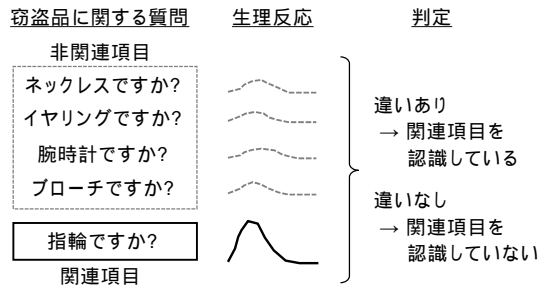 窃盗品に関する質問
生理反応
判定
非関連項目
ネックレスですか?
イヤリングですか?
腕時計ですか?
ブローチですか?
指輪ですか?
関連項目
違いあり
→ 関連項目を
認識している
違いなし
→ 関連項目を
認識していない